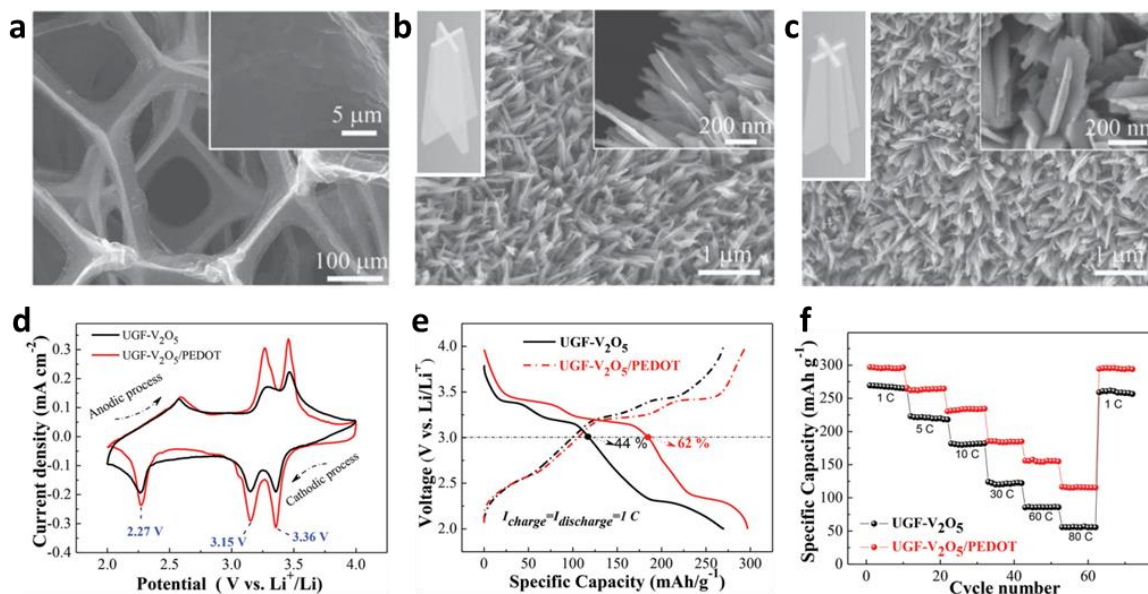 a
5 µm
100 µm
b
200 nm
1 µm
c
200 nm
1 µm
d
UGF-V₂O₅
UGF-V₂O₅/PEDOT
Anodic process
Cathodic process
2.27 V
3.15 V
3.36 V
0.3
0.2
0.1
0.0
-0.1
-0.2
-0.3
-0.4
2.0 2.5 3.0 3.5 4.0
Current density (mA cm⁻²)
Potential ( V vs. Li⁺/Li)
e
UGF-V₂O₅
UGF-V₂O₅/PEDOT
44 %
62 %
I_charge=I_discharge=1 C
4.0
3.5
3.0
2.5
2.0
0 50 100 150 200 250 300
Voltage (V vs. Li/Li⁺)
Specific Capacity (mAh/g⁻¹)
f
1 C
5 C
10 C
30 C
60 C
80 C
1 C
UGF-V₂O₅
UGF-V₂O₅/PEDOT
300
250
200
150
100
50
0
0 20 40 60
Specific Capacity (mAh g⁻¹)
Cycle number